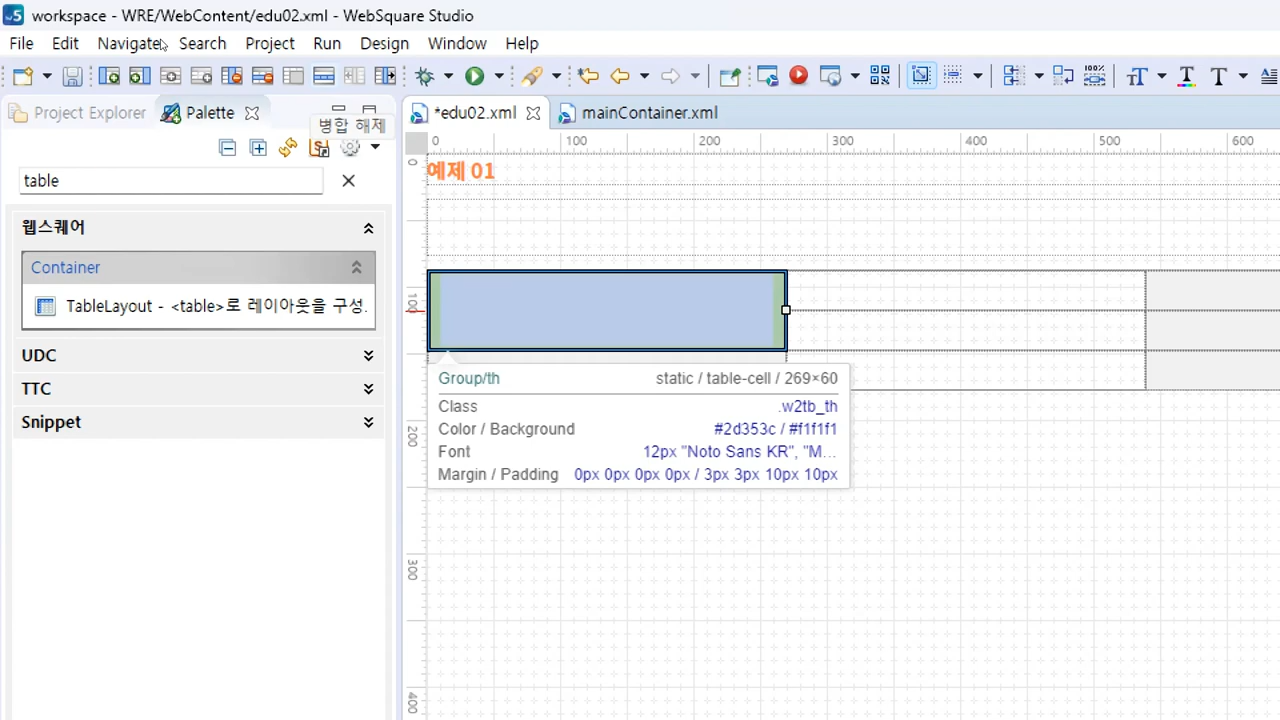 workspace - WRE/WebContent/edu02.xml - WebSquare Studio
File Edit Navigate Search Project Run Design Window Help
Project Explorer Palette
병합 해제
*edu02.xml mainContainer.xml
0 100 200 300 400 500 600
0
100
200
300
400
예제 01
table
웹스퀘어
Container
TableLayout - <table>로 레이아웃을 구성.
UDC
TTC
Snippet
Group/th static / table-cell / 269×60
Class .w2tb_th
Color / Background #2d353c / #f1f1f1
Font 12px "Noto Sans KR", "M...
Margin / Padding 0px 0px 0px 0px / 3px 3px 10px 10px